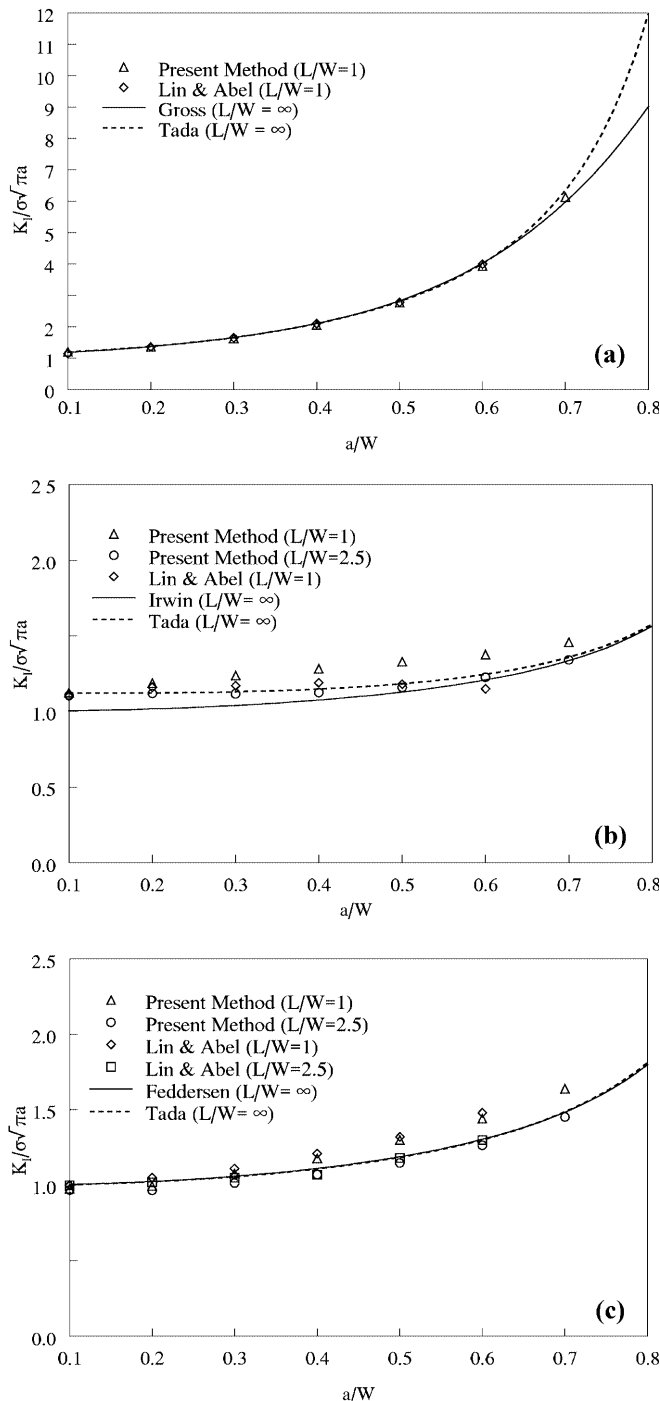 12
11
10
9
8
7
6
4
2
1
0
K_I/σ√πa
Present Method (L/W=1)
Lin & Abel (L/W=1)
Gross (L/W = ∞)
Tada (L/W = ∞)
(a)
0.1 0.2 0.3 0.4 0.5 0.6 0.7 0.8
a/W
2.5
2.0
1.0
0.5
0.0
K_I/σ√πa
Present Method (L/W=1)
Present Method (L/W=2.5)
Lin & Abel (L/W=1)
Irwin (L/W= ∞)
Tada (L/W= ∞)
(b)
0.1 0.2 0.3 0.4 0.5 0.6 0.7 0.8
a/W
2.5
2.0
1.5
1.0
0.0
K_I/σ√πa
Present Method (L/W=1)
Present Method (L/W=2.5)
Lin & Abel (L/W=1)
Lin & Abel (L/W=2.5)
Feddersen (L/W= ∞)
Tada (L/W= ∞)
(c)
0.1 0.2 0.3 0.4 0.5 0.6 0.7 0.8
a/W